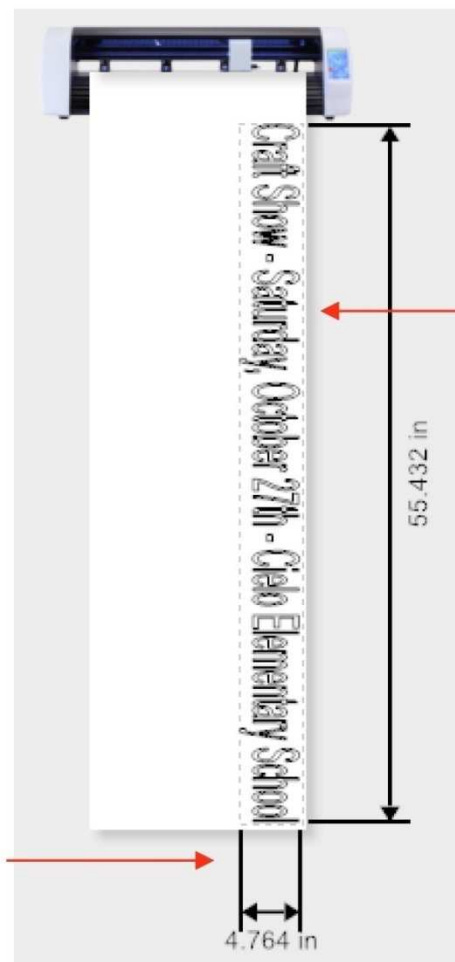 Craft Show - Saturday, October 27th - Cielo Elementary School
55.432 in
4.764 in